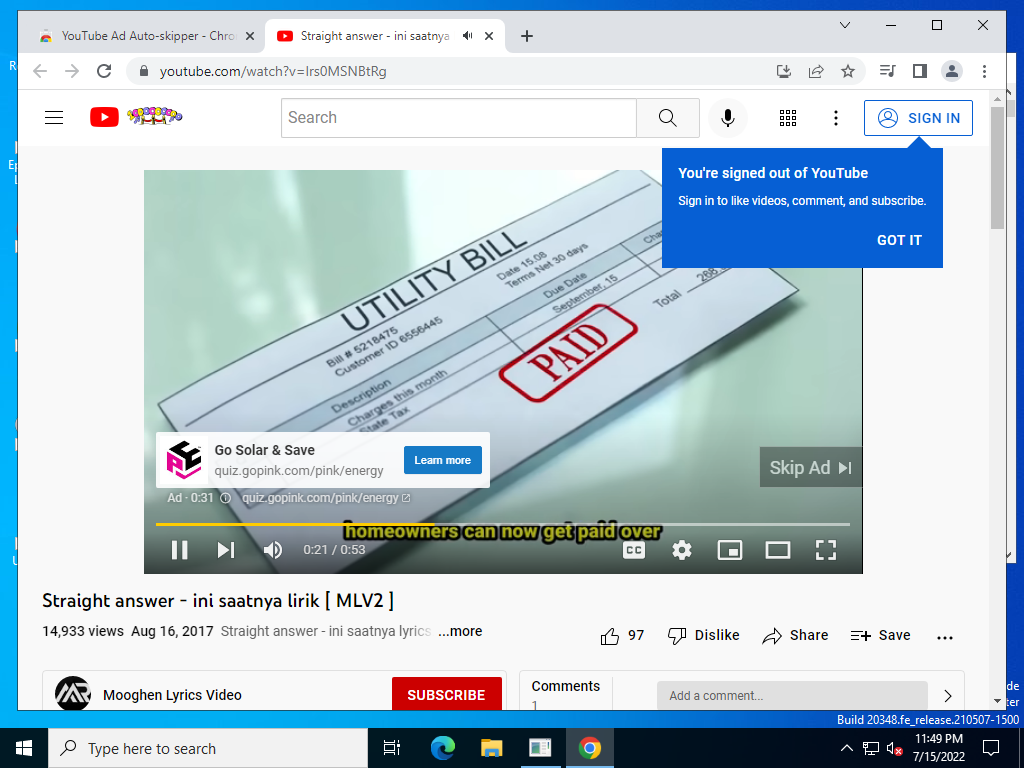 YouTube Ad Auto-skipper - Chro
Straight answer - ini saatnya
youtube.com/watch?v=Irs0MSNBtRg
Search
SIGN IN
You're signed out of YouTube
Sign in to like videos, comment, and subscribe.
GOT IT
UTILITY BILL
Date 15.08
Terms Net 30 days
Bill # 5218475
Customer ID 6556445
Due Date
September, 15
Total
PAID
Description
Charges this month
State Tax
Go Solar & Save
quiz.gopink.com/pink/energy
Learn more
Skip Ad
Ad · 0:31 quiz.gopink.com/pink/energy
homeowners can now get paid over
0:21 / 0:53
CC
Straight answer - ini saatnya lirik [ MLV2 ]
14,933 views Aug 16, 2017 Straight answer - ini saatnya lyrics ...more
97 Dislike Share Save
Mooghen Lyrics Video
SUBSCRIBE
Comments
1
Add a comment...
Build 20348.fe_release.210507-1500
Type here to search
11:49 PM
7/15/2022